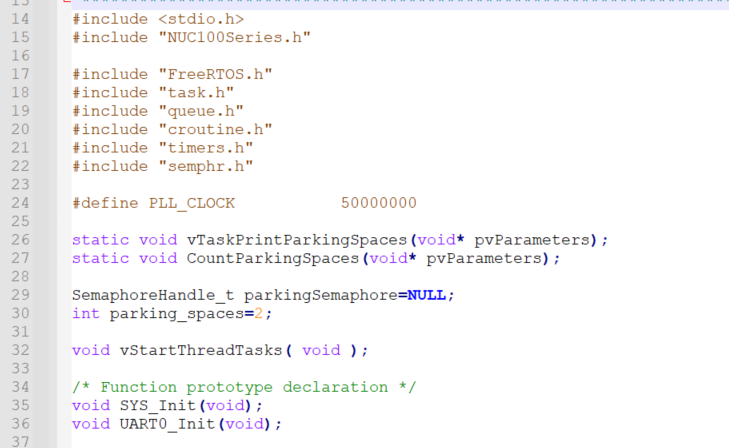 13
14 #include <stdio.h>
15 #include "NUC100Series.h"
16
17 #include "FreeRTOS.h"
18 #include "task.h"
19 #include "queue.h"
20 #include "croutine.h"
21 #include "timers.h"
22 #include "semphr.h"
23
24 #define PLL_CLOCK           50000000
25
26 static void vTaskPrintParkingSpaces(void* pvParameters);
27 static void CountParkingSpaces(void* pvParameters);
28
29 SemaphoreHandle_t parkingSemaphore=NULL;
30 int parking_spaces=2;
31
32 void vStartThreadTasks( void );
33
34 /* Function prototype declaration */
35 void SYS_Init(void);
36 void UART0_Init(void);
37